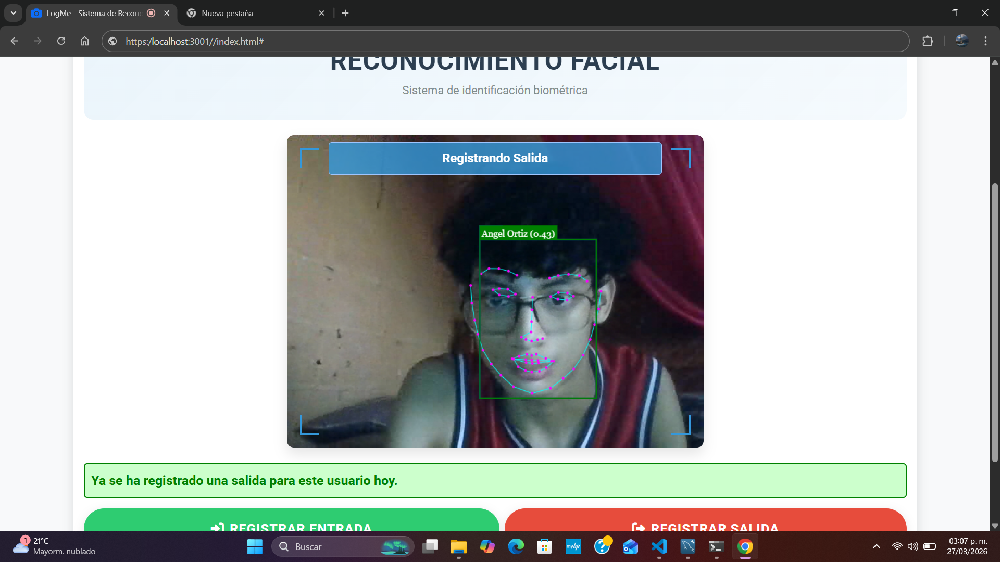 LogMe - Sistema de Recono
Nueva pestaña
https:/localhost:3001//index.html#
RECONOCIMIENTO FACIAL
Sistema de identificación biométrica
Registrando Salida
Angel Ortiz (0.43)
Ya se ha registrado una salida para este usuario hoy.
REGISTRAR ENTRADA
REGISTRAR SALIDA
1
21°C
Mayorm. nublado
Buscar
myhp
03:07 p. m.
27/03/2026